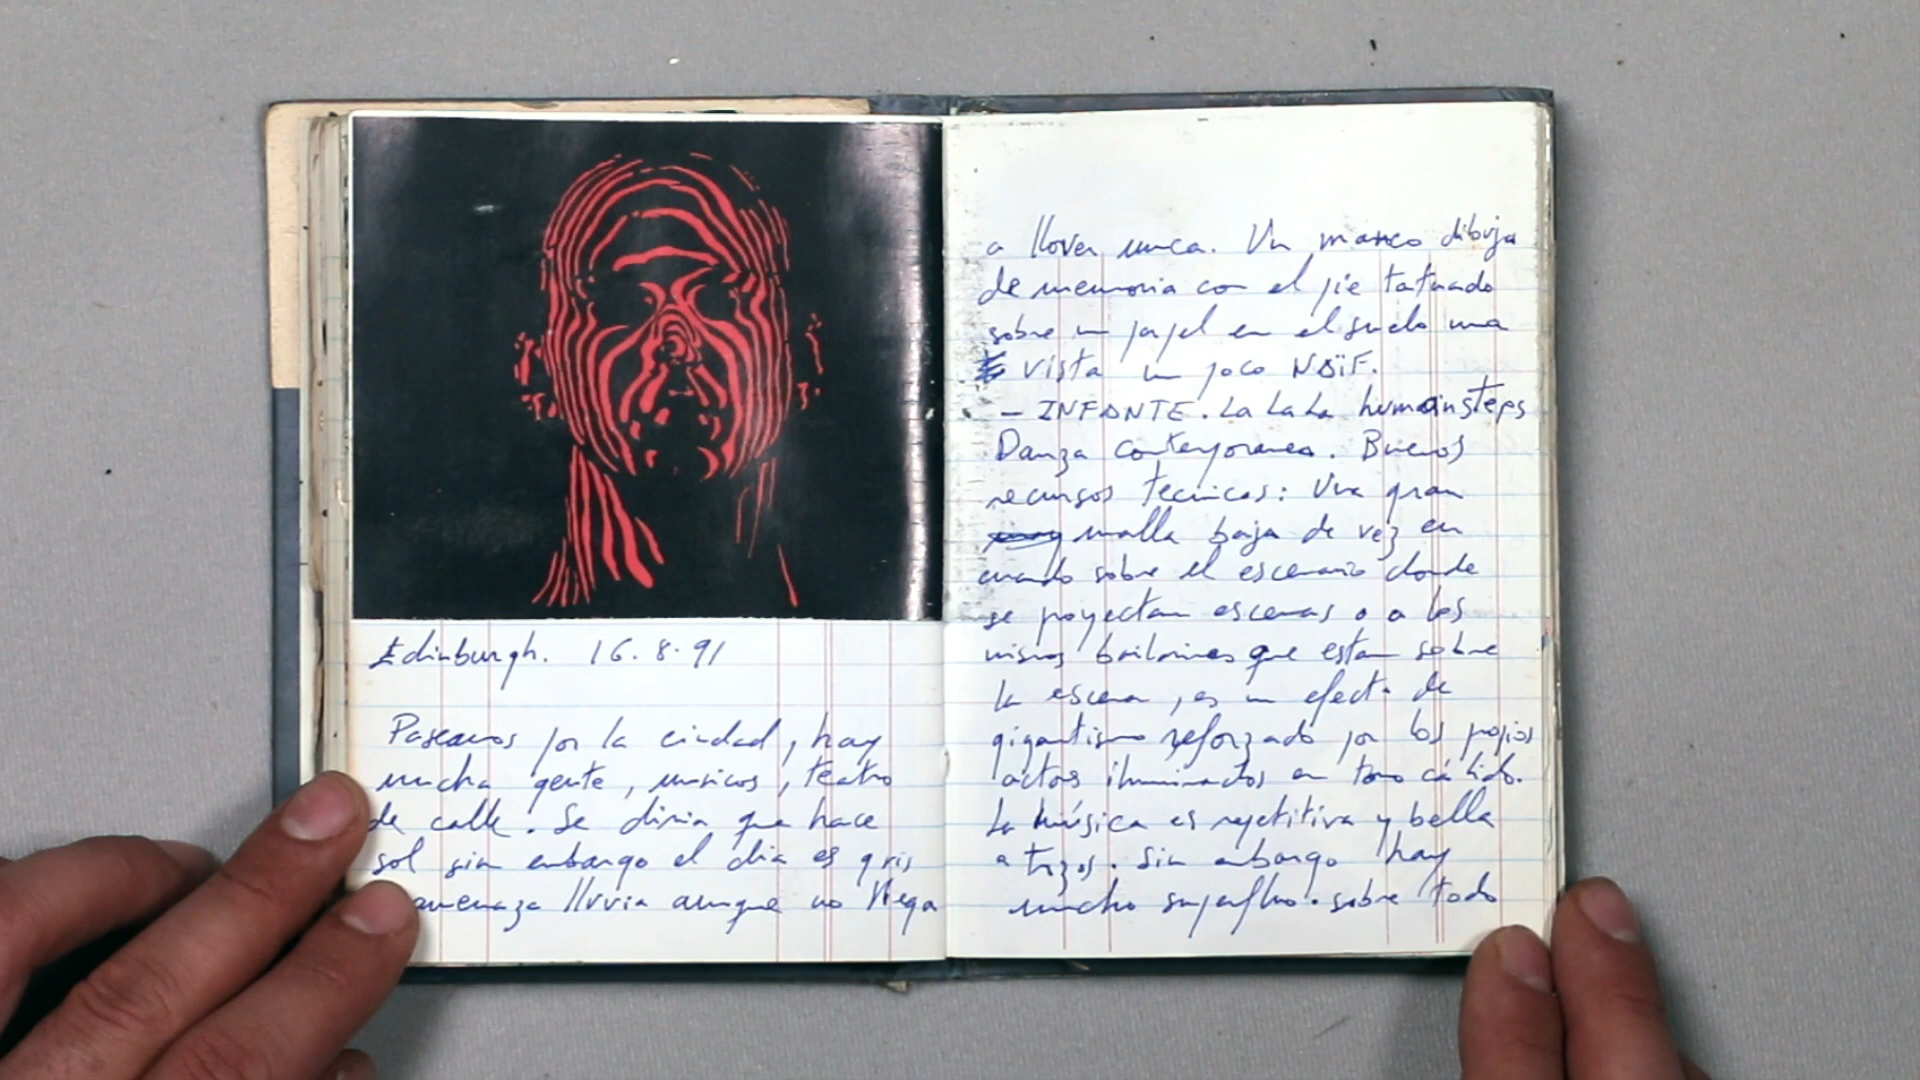 Edinburgh. 16.8.91
Paseamos por la ciudad, hay
mucha gente, musicos, teatro
de calle. Se diria que hace
sol sin embargo el dia es gris
amenaza lluvia aunque no llega
a llover nunca. Un manco dibuja
de memoria con el pie tatuado
sobre un papel en el suelo una
vista un poco NAÏF.
- INFANTE. La La La human steps
Danza contemporanea. Buenos
recursos tecnicos: Una gran
malla baja de vez en
cuando sobre el escenario donde
se poyectan escenas o a los
mismos bailarines que estan sobre
la escena, es un efecto de
gigantismo reforzado por los propios
actores iluminados en tono cálido.
La música es repetitiva y bella
a trozos. Sin embargo hay
mucho superfluo. sobre todo